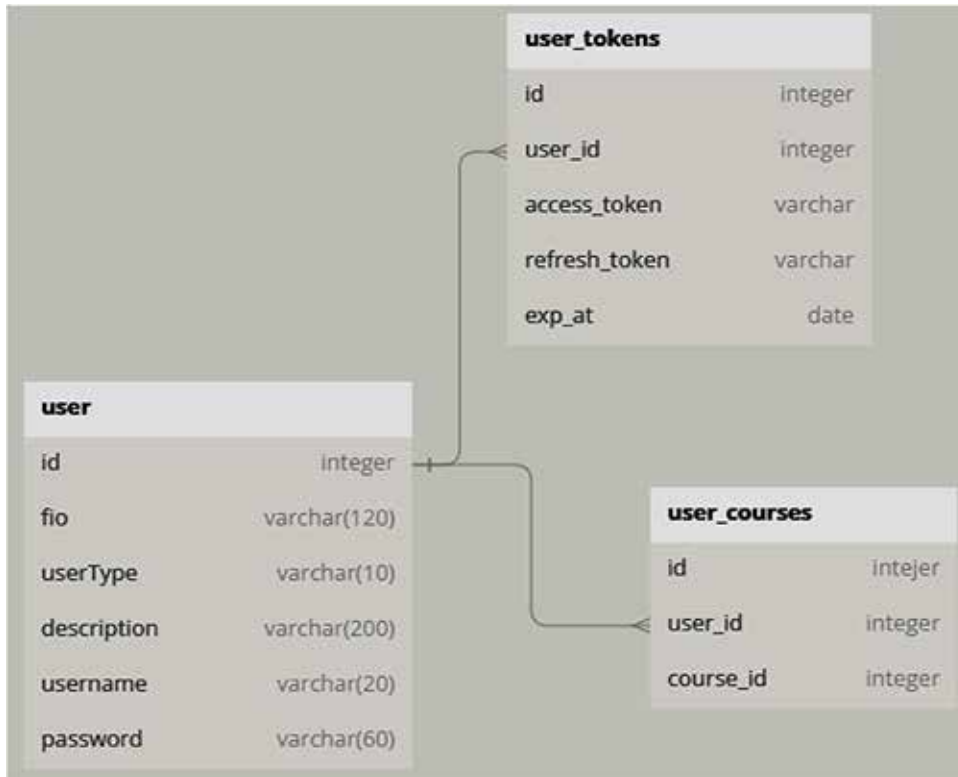 user_tokens
id integer
user_id integer
access_token varchar
refresh_token varchar
exp_at date
user
id integer
fio varchar(120)
userType varchar(10)
description varchar(200)
username varchar(20)
password varchar(60)
user_courses
id intejer
user_id integer
course_id integer